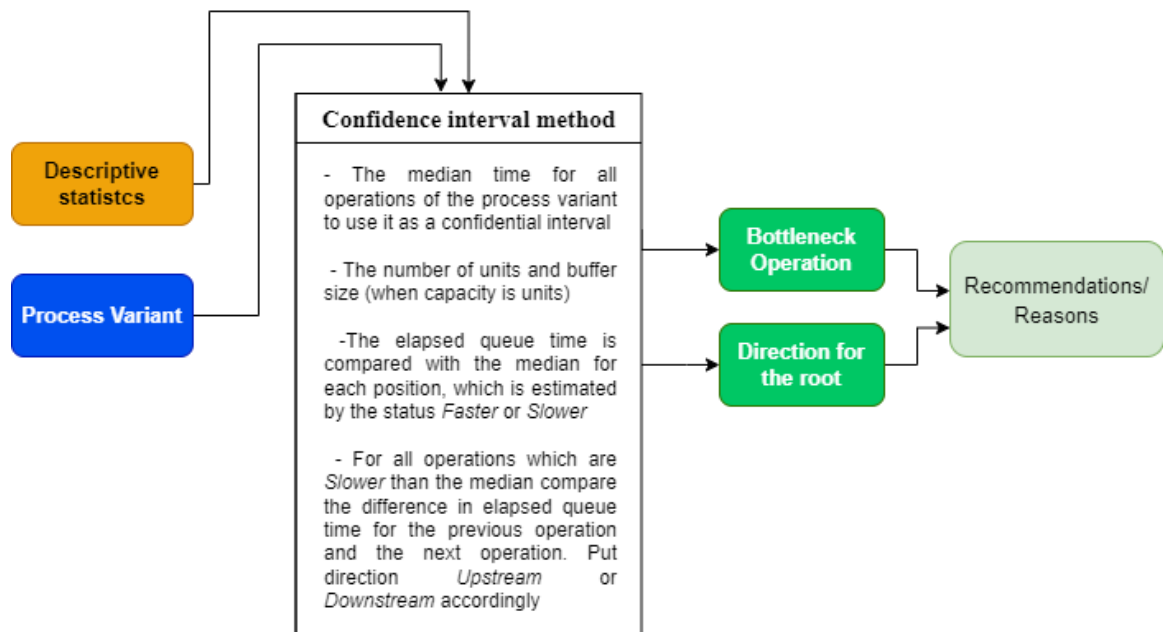 Descriptive
statistcs
Process Variant
Confidence interval method
- The median time for all
operations of the process variant
to use it as a confidential interval
- The number of units and buffer
size (when capacity is units)
-The elapsed queue time is
compared with the median for
each position, which is estimated
by the status Faster or Slower
- For all operations which are
Slower than the median compare
the difference in elapsed queue
time for the previous operation
and the next operation. Put
direction Upstream or
Downstream accordingly
Bottleneck
Operation
Direction for
the root
Recommendations/
Reasons